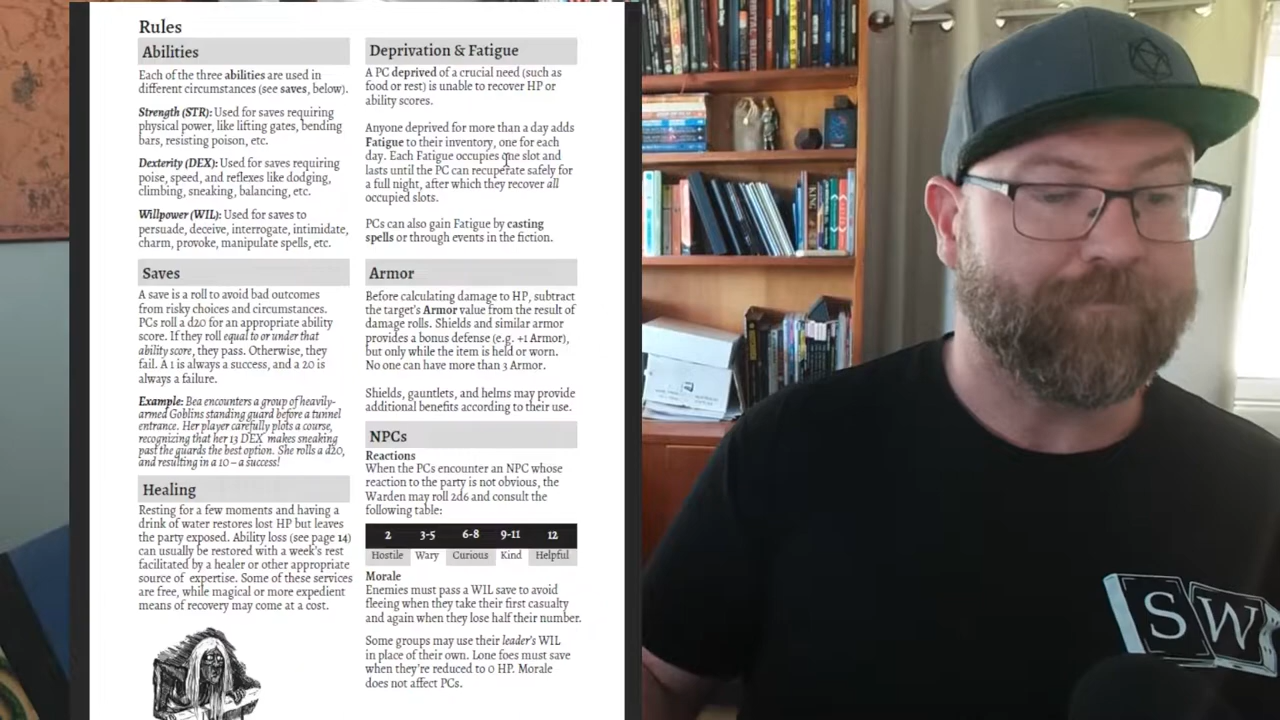 Rules
Abilities
Each of the three abilities are used in
different circumstances (see saves, below).
Strength (STR): Used for saves requiring
physical power, like lifting gates, bending
bars, resisting poison, etc.
Dexterity (DEX): Used for saves requiring
poise, speed, and reflexes like dodging,
climbing, sneaking, balancing, etc.
Willpower (WIL): Used for saves to
persuade, deceive, interrogate, intimidate,
charm, provoke, manipulate spells, etc.
Saves
A save is a roll to avoid bad outcomes
from risky choices and circumstances.
PCs roll a d20 for an appropriate ability
score. If they roll equal to or under that
ability score, they pass. Otherwise, they
fail. A 1 is always a success, and a 20 is
always a failure.
Example: Bea encounters a group of heavily-
armed Goblins standing guard before a tunnel
entrance. Her player carefully plots a course,
recognizing that her 13 DEX makes sneaking
past the guards the best option. She rolls a d20,
and resulting in a 10 – a success!
Healing
Resting for a few moments and having a
drink of water restores lost HP but leaves
the party exposed. Ability loss (see page 14)
can usually be restored with a week's rest
facilitated by a healer or other appropriate
source of expertise. Some of these services
are free, while magical or more expedient
means of recovery may come at a cost.
Deprivation & Fatigue
A PC deprived of a crucial need (such as
food or rest) is unable to recover HP or
ability scores.
Anyone deprived for more than a day adds
Fatigue to their inventory, one for each
day. Each Fatigue occupies one slot and
lasts until the PC can recuperate safely for
a full night, after which they recover all
occupied slots.
PCs can also gain Fatigue by casting
spells or through events in the fiction.
Armor
Before calculating damage to HP, subtract
the target's Armor value from the result of
damage rolls. Shields and similar armor
provides a bonus defense (e.g. +1 Armor),
but only while the item is held or worn.
No one can have more than 3 Armor.
Shields, gauntlets, and helms may provide
additional benefits according to their use.
NPCs
Reactions
When the PCs encounter an NPC whose
reaction to the party is not obvious, the
Warden may roll 2d6 and consult the
following table:
2 3-5 6-8 9-11 12
Hostile Wary Curious Kind Helpful
Morale
Enemies must pass a WIL save to avoid
fleeing when they take their first casualty
and again when they lose half their number.
Some groups may use their leader's WIL
in place of their own. Lone foes must save
when they're reduced to 0 HP. Morale
does not affect PCs.
KING
SW